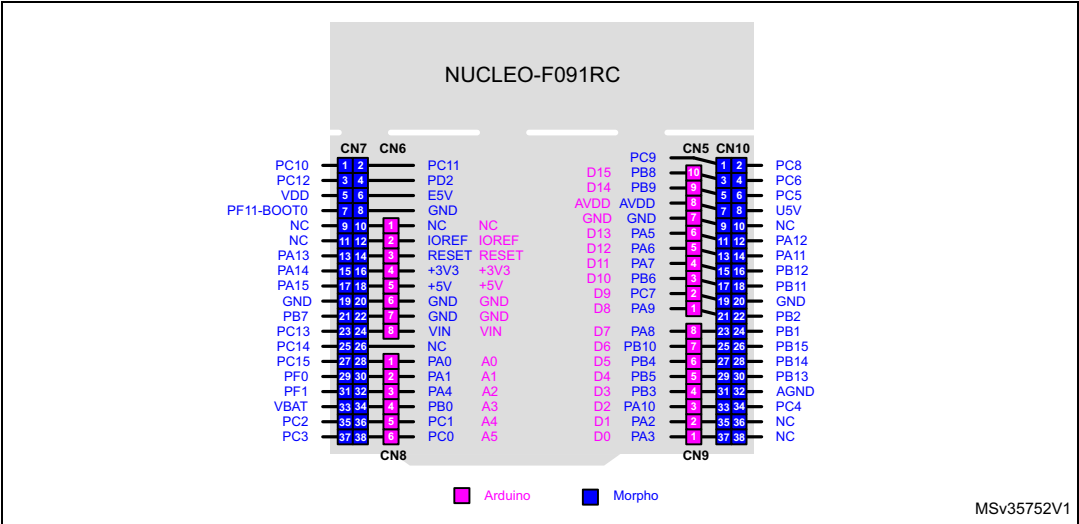 NUCLEO-F091RC
CN7 CN6 CN5 CN10
PC9
PC10 1 2 PC11 D15 PB8 10 1 2 PC8
PC12 3 4 PD2 D14 PB9 9 3 4 PC6
VDD 5 6 E5V AVDD AVDD 8 5 6 PC5
PF11-BOOT0 7 8 GND GND GND 7 7 8 U5V
NC 9 10 1 NC NC D13 PA5 6 9 10 NC
NC 11 12 2 IOREF IOREF D12 PA6 5 11 12 PA12
PA13 13 14 3 RESET RESET D11 PA7 4 13 14 PA11
PA14 15 16 4 +3V3 +3V3 D10 PB6 3 15 16 PB12
PA15 17 18 5 +5V +5V D9 PC7 2 17 18 PB11
GND 19 20 6 GND GND D8 PA9 1 19 20 GND
PB7 21 22 7 GND GND 21 22 PB2
PC13 23 24 8 VIN VIN D7 PA8 8 23 24 PB1
PC14 25 26 NC D6 PB10 7 25 26 PB15
PC15 27 28 1 PA0 A0 D5 PB4 6 27 28 PB14
PF0 29 30 2 PA1 A1 D4 PB5 5 29 30 PB13
PF1 31 32 3 PA4 A2 D3 PB3 4 31 32 AGND
VBAT 33 34 4 PB0 A3 D2 PA10 3 33 34 PC4
PC2 35 36 5 PC1 A4 D1 PA2 2 35 36 NC
PC3 37 38 6 PC0 A5 D0 PA3 1 37 38 NC
CN8 CN9
Arduino Morpho
MSv35752V1